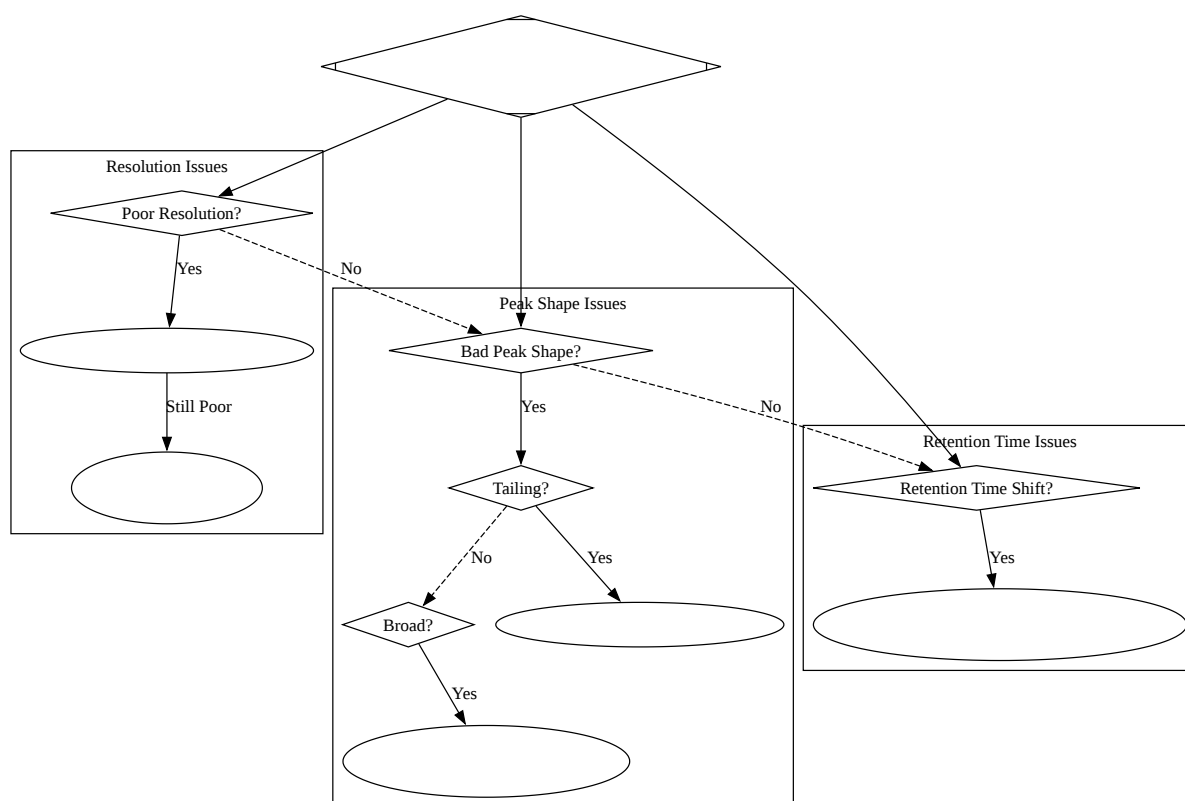 Resolution Issues
Poor Resolution?
Yes
No
Still Poor
Peak Shape Issues
Bad Peak Shape?
Yes
No
Tailing?
No
Yes
Broad?
Yes
Retention Time Issues
Retention Time Shift?
Yes